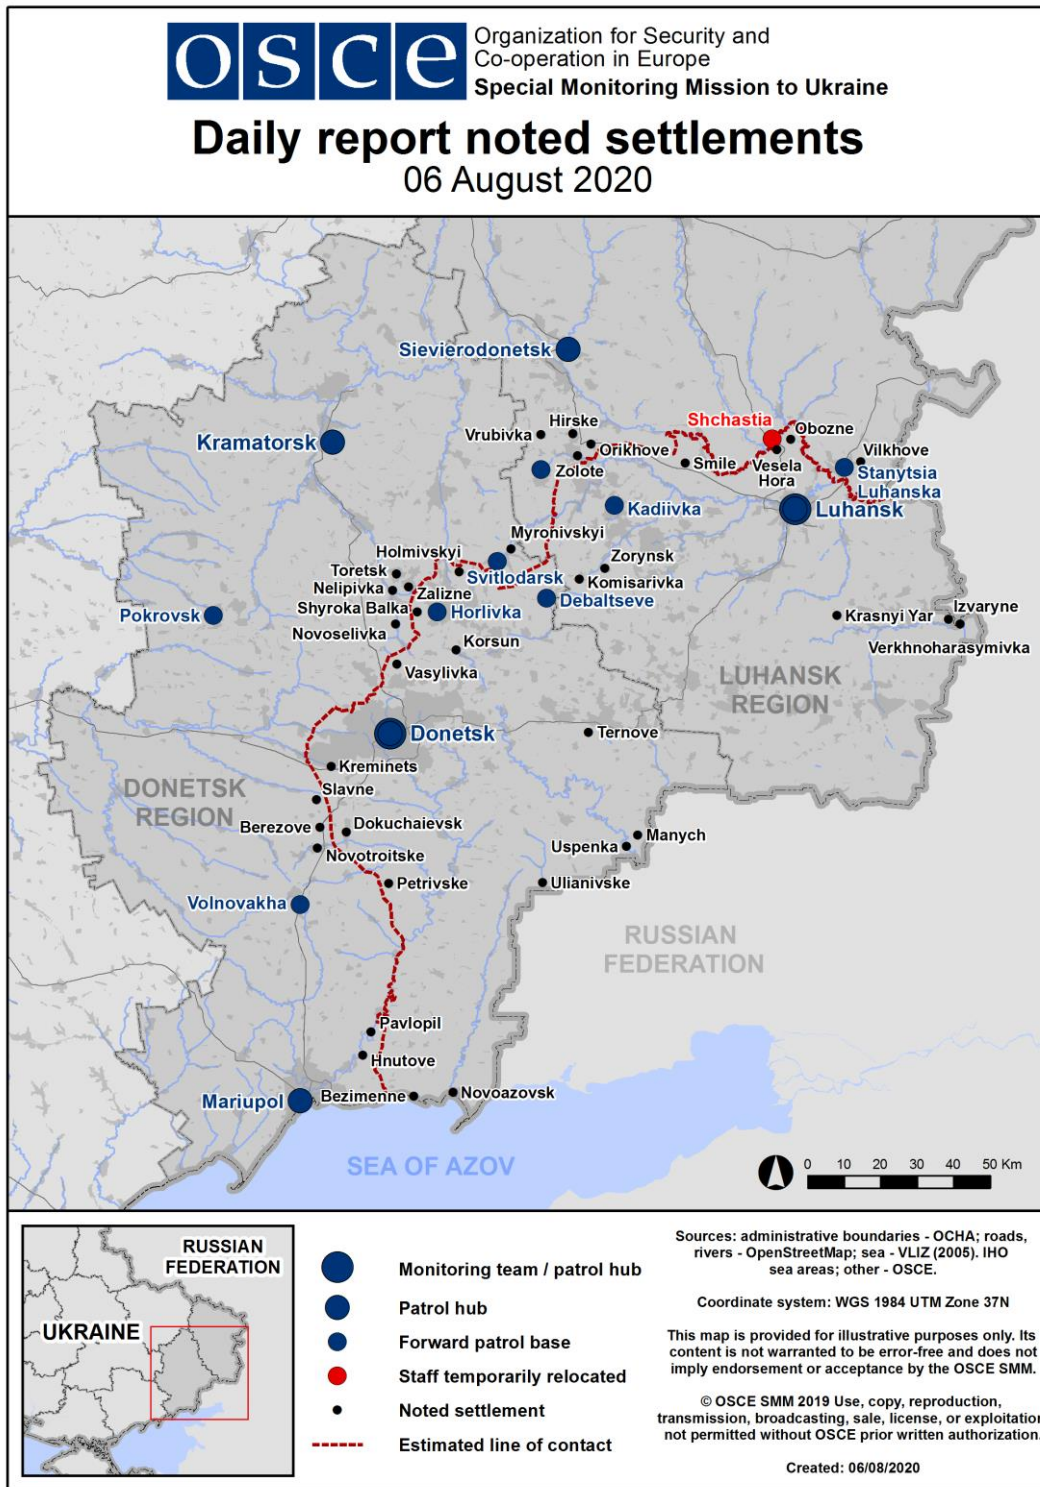 osce
Organization for Security and
Co-operation in Europe
Special Monitoring Mission to Ukraine
Daily report noted settlements
06 August 2020
Sievierodonetsk
Kramatorsk
Shchastia
Hirske
Vrubivka
Orikhove
Obozne
Zolote
Smile
Vesela
Hora
Vilkhove
Stanytsia
Luhanska
Kadiivka
Luhansk
Myronivskyi
Holmivskyi
Zorynsk
Toretsk
Svitlodarsk
Komisarivka
Nelipivka
Zalizne
Debaltseve
Shyroka Balka
Horlivka
Pokrovsk
Izvaryne
Krasnyi Yar
Novoselivka
Korsun
Verkhnoharasymivka
Vasylivka
LUHANSK
REGION
Donetsk
Ternove
Kreminets
DONETSK
REGION
Slavne
Berezove
Dokuchaievsk
Manych
Uspenka
Novotroitske
Petrivske
Ulianivske
Volnovakha
RUSSIAN
FEDERATION
Pavlopil
Hnutove
Mariupol
Bezimenne
Novoazovsk
SEA OF AZOV
0 10 20 30 40 50 Km
RUSSIAN
FEDERATION
UKRAINE
Monitoring team / patrol hub
Patrol hub
Forward patrol base
Staff temporarily relocated
Noted settlement
Estimated line of contact
Sources: administrative boundaries - OCHA; roads,
rivers - OpenStreetMap; sea - VLIZ (2005). IHO
sea areas; other - OSCE.
Coordinate system: WGS 1984 UTM Zone 37N
This map is provided for illustrative purposes only. Its
content is not warranted to be error-free and does not
imply endorsement or acceptance by the OSCE SMM.
© OSCE SMM 2019 Use, copy, reproduction,
transmission, broadcasting, sale, license, or exploitation
not permitted without OSCE prior written authorization.
Created: 06/08/2020